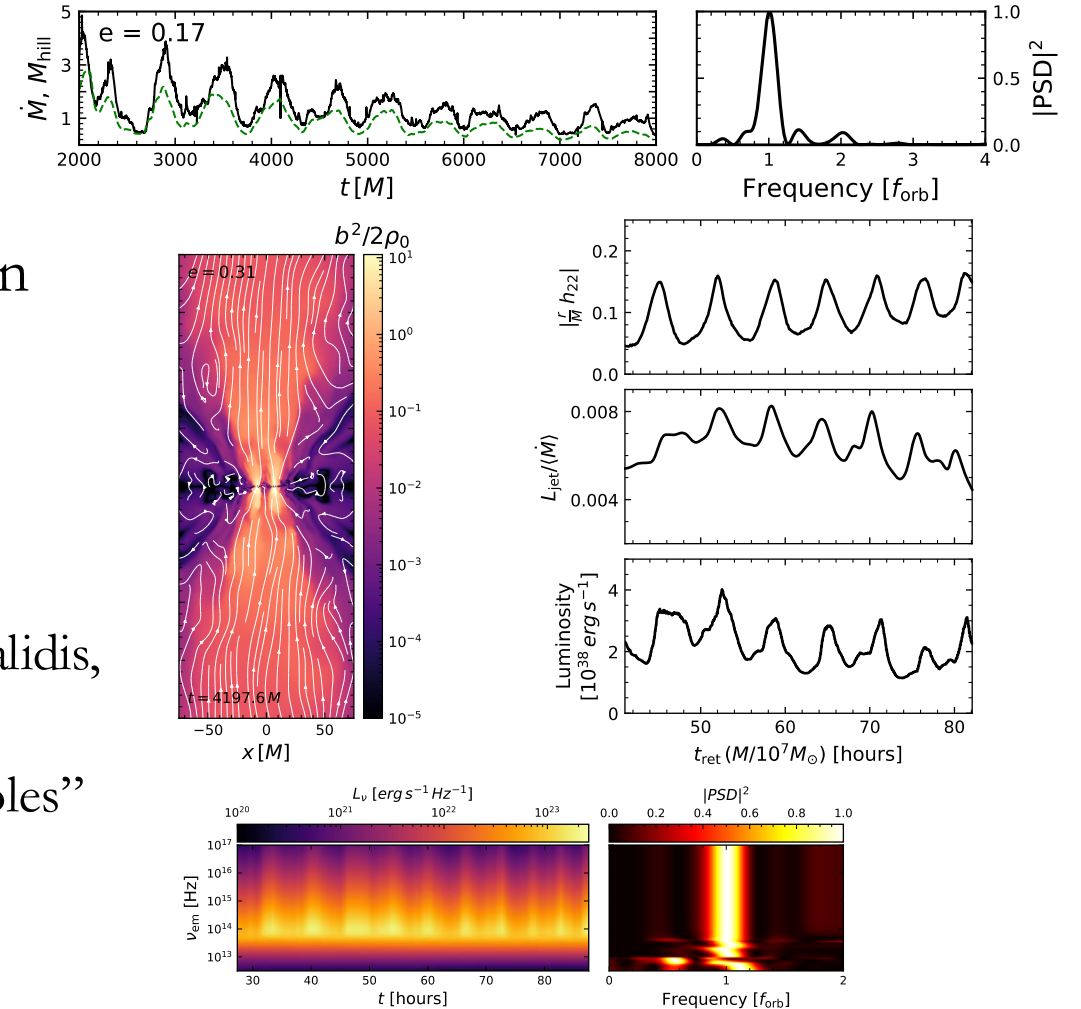 e = 0.17
Ṁ, M_hill
5
3
1
2000 3000 4000 5000 6000 7000 8000
t [M]
1.0
0.5
0.0
|PSD|²
0 1 2 3 4
Frequency [f_orb]
n
b²/2ρ₀
e = 0.31
10¹
10⁰
10⁻¹
10⁻²
10⁻³
10⁻⁴
10⁻⁵
t = 4197.6 M
−50 0 50
x [M]
|r/M h₂₂|
0.2
0.1
0.0
L_jet/⟨Ṁ⟩
0.008
0.004
Luminosity
[10³⁸ erg s⁻¹]
4
2
0
50 60 70 80
t_ret (M/10⁷M_⊙) [hours]
alidis,
oles”
L_ν [erg s⁻¹ Hz⁻¹]
10²⁰ 10²¹ 10²² 10²³
ν_em [Hz]
10¹⁷
10¹⁶
10¹⁵
10¹⁴
10¹³
30 40 50 60 70 80
t [hours]
|PSD|²
0.0 0.2 0.4 0.6 0.8 1.0
0 1 2
Frequency [f_orb]